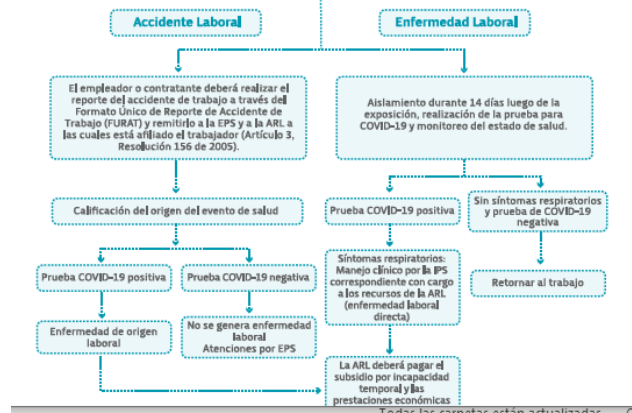 Accidente Laboral
Enfermedad Laboral
El empleador o contratante deberá realizar el
reporte del accidente de trabajo a través del
Formato Único de Reporte de Accidente de
Trabajo (FURAT) y remitirlo a la EPS y a la ARL a
las cuales está afiliado el trabajador (Artículo 3,
Resolución 156 de 2005).
Aislamiento durante 14 días luego de la
exposición, realización de la prueba para
COVID-19 y monitoreo del estado de salud.
Calificación del origen del evento de salud
Prueba COVID-19 positiva
Sin síntomas respiratorios
y prueba de COVID-19
negativa
Prueba COVID-19 positiva
Prueba COVID-19 negativa
Síntomas respiratorios:
Manejo clínico por la IPS
correspondiente con cargo
a los recursos de la ARL
(enfermedad laboral
directa)
Retornar al trabajo
Enfermedad de origen
laboral
No se genera enfermedad
laboral
Atenciones por EPS
La ARL deberá pagar el
subsidio por incapacidad
temporal y las
prestaciones económicas
Todas las carpetas están actualizadas